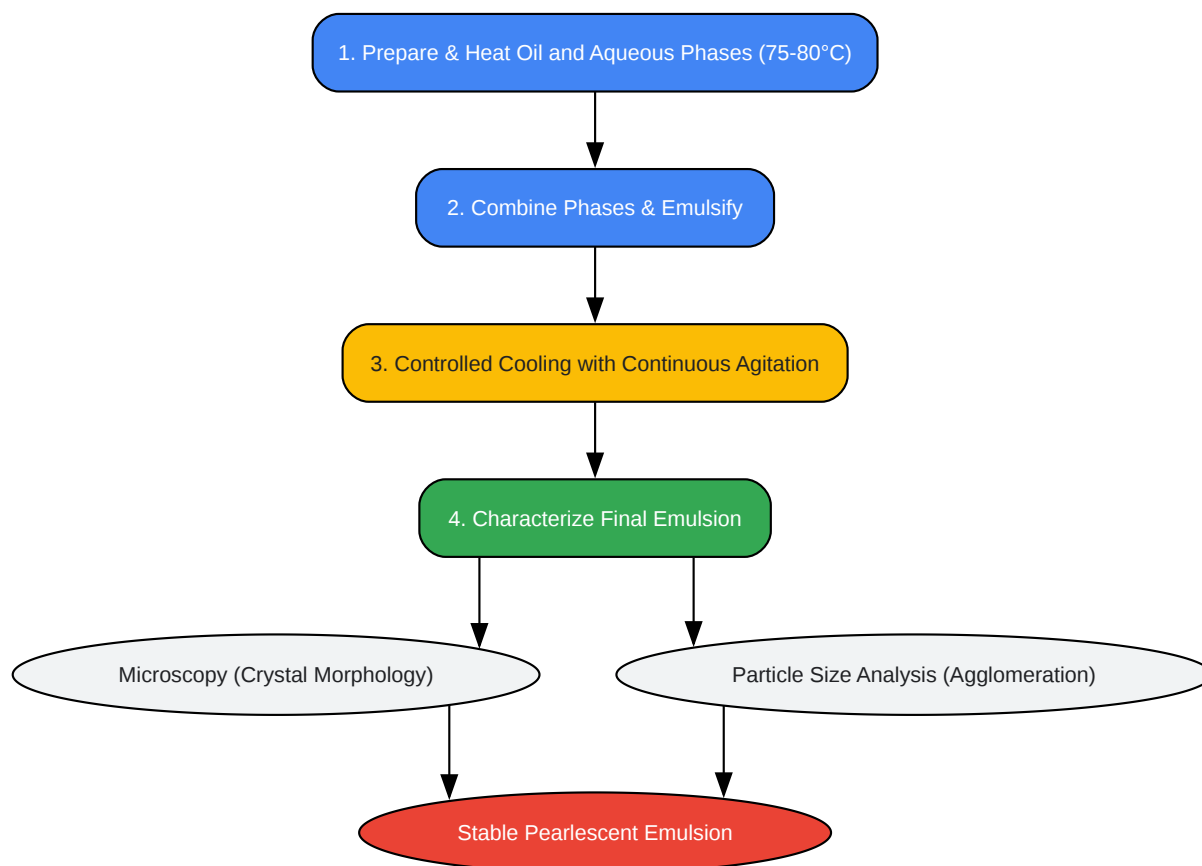 1. Prepare & Heat Oil and Aqueous Phases (75-80°C)
2. Combine Phases & Emulsify
3. Controlled Cooling with Continuous Agitation
4. Characterize Final Emulsion
Microscopy (Crystal Morphology)
Particle Size Analysis (Agglomeration)
Stable Pearlescent Emulsion